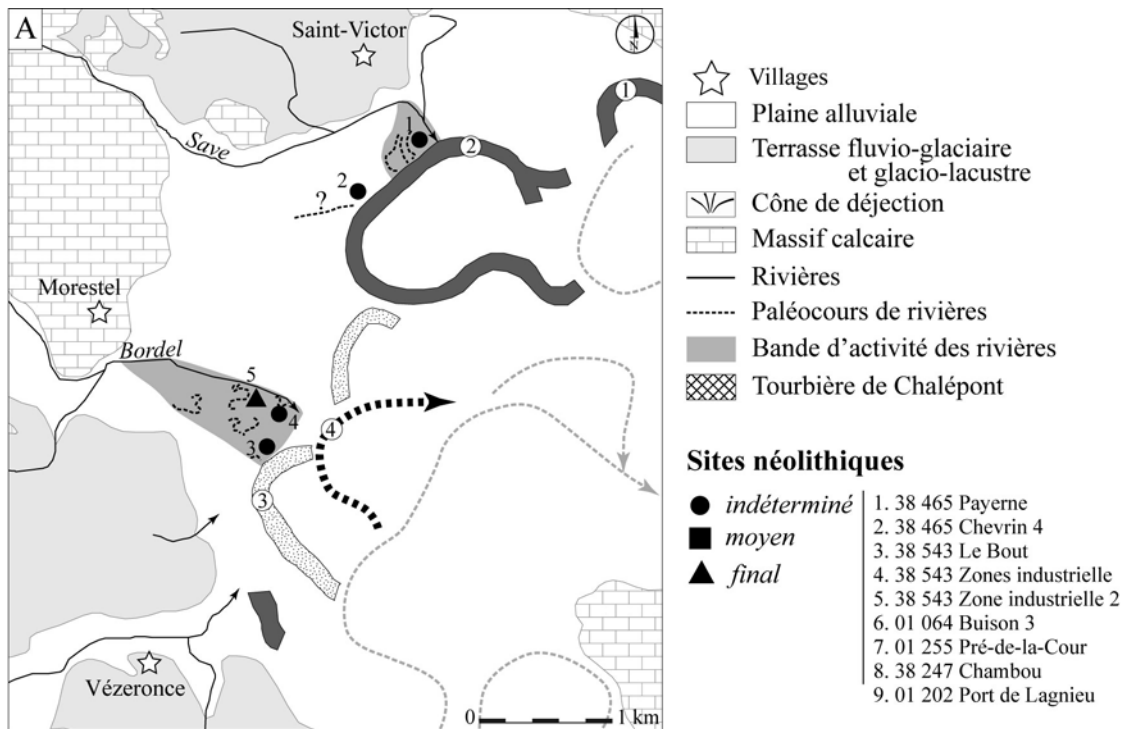 A
Saint-Victor
N
1
2
Save
1
2
?
Morestel
Bordel
5
4
3
4
3
Vézeronce
0
1 km
Villages
Plaine alluviale
Terrasse fluvio-glaciaire
et glacio-lacustre
Cône de déjection
Massif calcaire
Rivières
Paléocours de rivières
Bande d'activité des rivières
Tourbière de Chalépont
Sites néolithiques
indéterminé
moyen
final
1. 38 465 Payerne
2. 38 465 Chevrin 4
3. 38 543 Le Bout
4. 38 543 Zones industrielle
5. 38 543 Zone industrielle 2
6. 01 064 Buison 3
7. 01 255 Pré-de-la-Cour
8. 38 247 Chambou
9. 01 202 Port de Lagnieu